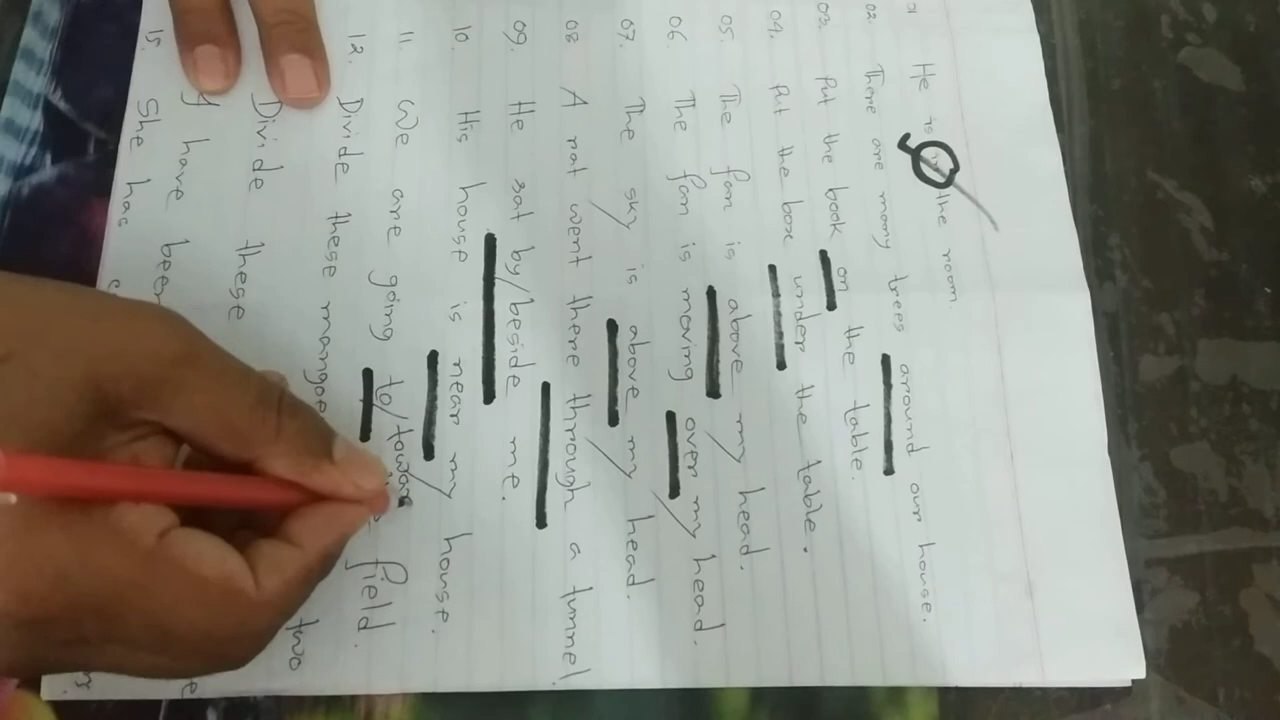 01 He is in the room.
02. There are many trees around our house.
03. Put the book on the table.
04. Put the box under the table.
05. The fan is above my head.
06. The fan is moving over my head.
07. The sky is above my head.
08 A rat went there through a tunnel.
09. He sat by/beside me.
10. His house is near my house.
11. We are going to/ field.
12. Divide these mangoe two
Divide these
I have been
15. She has